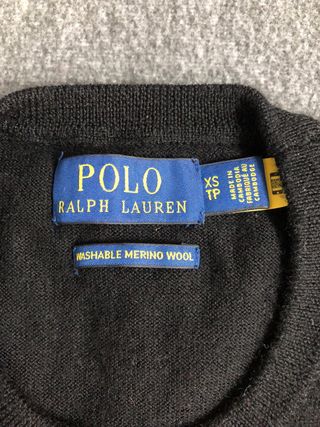 POLO
RALPH LAUREN
XS
TP
MADE IN
CAMBODIA
FABRIQUÉ AU
CAMBODGE
WASHABLE MERINO WOOL